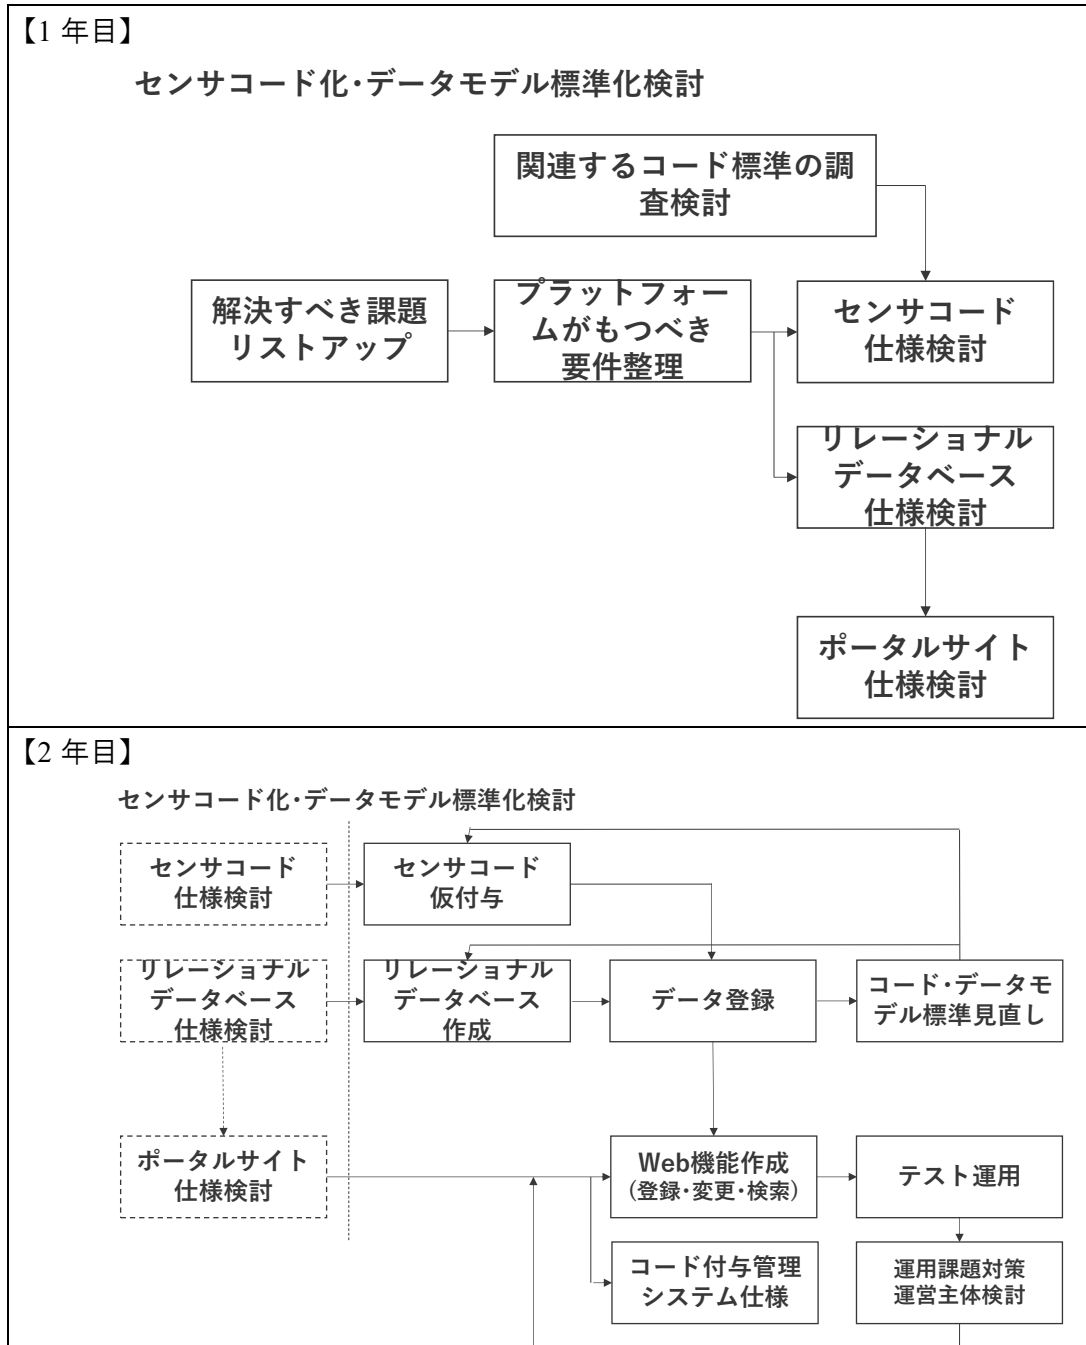 【1 年目】
センサコード化･データモデル標準化検討
関連するコード標準の調
査検討
解決すべき課題
リストアップ
プラットフォー
ムがもつべき
要件整理
センサコード
仕様検討
リレーショナル
データベース
仕様検討
ポータルサイト
仕様検討
【2 年目】
センサコード化･データモデル標準化検討
センサコード
仕様検討
センサコード
仮付与
リレーショナル
データベース
仕様検討
リレーショナル
データベース
作成
データ登録
コード･データモ
デル標準見直し
ポータルサイト
仕様検討
Web機能作成
(登録･変更･検索)
テスト運用
コード付与管理
システム仕様
運用課題対策
運営主体検討